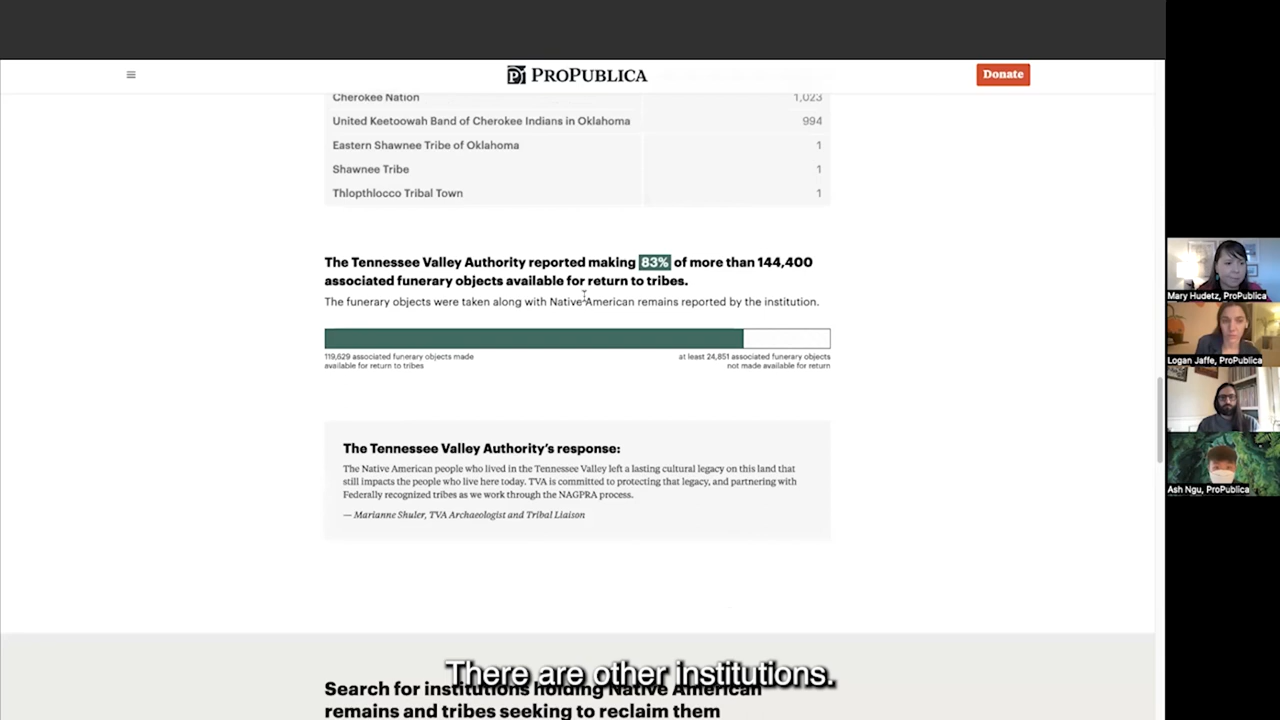 PROPUBLICA
Donate
Cherokee Nation 1,023
United Keetoowah Band of Cherokee Indians in Oklahoma 994
Eastern Shawnee Tribe of Oklahoma 1
Shawnee Tribe 1
Thlopthlocco Tribal Town 1
The Tennessee Valley Authority reported making 83% of more than 144,400
associated funerary objects available for return to tribes.
The funerary objects were taken along with Native American remains reported by the institution.
119,629 associated funerary objects made
available for return to tribes
at least 24,851 associated funerary objects
not made available for return
The Tennessee Valley Authority's response:
The Native American people who lived in the Tennessee Valley left a lasting cultural legacy on this land that
still impacts the people who live here today. TVA is committed to protecting that legacy, and partnering with
Federally recognized tribes as we work through the NAGPRA process.
— Marianne Shuler, TVA Archaeologist and Tribal Liaison
Search for institutions holding Native American
remains and tribes seeking to reclaim them
There are other institutions.
Mary Hudetz, ProPublica
Logan Jaffe, ProPublica
Ash Ngu, ProPublica